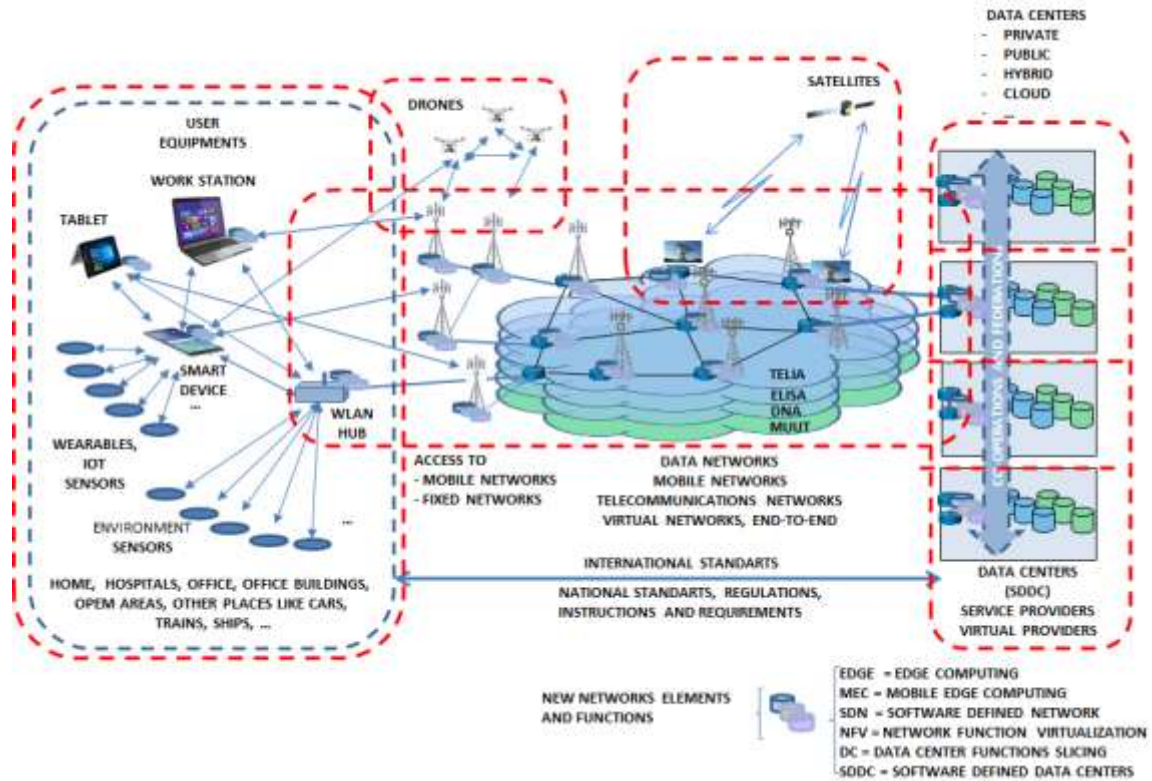 DATA CENTERS
- PRIVATE
- PUBLIC
- HYBRID
- CLOUD
- ...
SATELLITES
DRONES
USER
EQUIPMENTS
WORK STATION
TABLET
SMART
DEVICE
...
WLAN
HUB
WEARABLES,
IOT
SENSORS
ENVIRONMENT
SENSORS
...
HOME, HOSPITALS, OFFICE, OFFICE BUILDINGS,
OPEM AREAS, OTHER PLACES LIKE CARS,
TRAINS, SHIPS, ...
TELIA
ELISA
DNA
MUUT
ACCESS TO
- MOBILE NETWORKS
- FIXED NETWORKS
DATA NETWORKS
MOBILE NETWORKS
TELECOMMUNICATIONS NETWORKS
VIRTUAL NETWORKS, END-TO-END
INTERNATIONAL STANDARTS
NATIONAL STANDARTS, REGULATIONS,
INSTRUCTIONS AND REQUIREMENTS
AND FEDERATION
DATA CENTERS
(SDDC)
SERVICE PROVIDERS
VIRTUAL PROVIDERS
NEW NETWORKS ELEMENTS
AND FUNCTIONS
EDGE = EDGE COMPUTING
MEC = MOBILE EDGE COMPUTING
SDN = SOFTWARE DEFINED NETWORK
NFV = NETWORK FUNCTION VIRTUALIZATION
DC = DATA CENTER FUNCTIONS SLICING
SDDC = SOFTWARE DEFINED DATA CENTERS